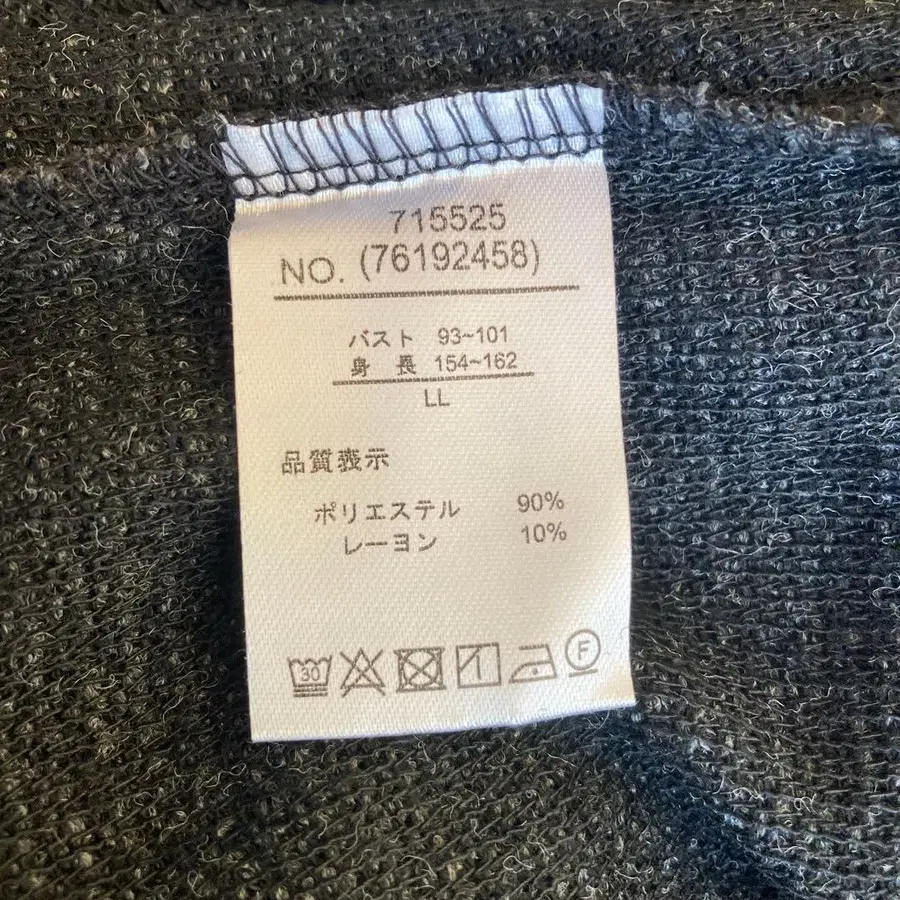 715525
NO. (76192458)
バスト 93~101
身 長 154~162
LL
品質表示
ポリエステル 90%
レーヨン 10%
30 F